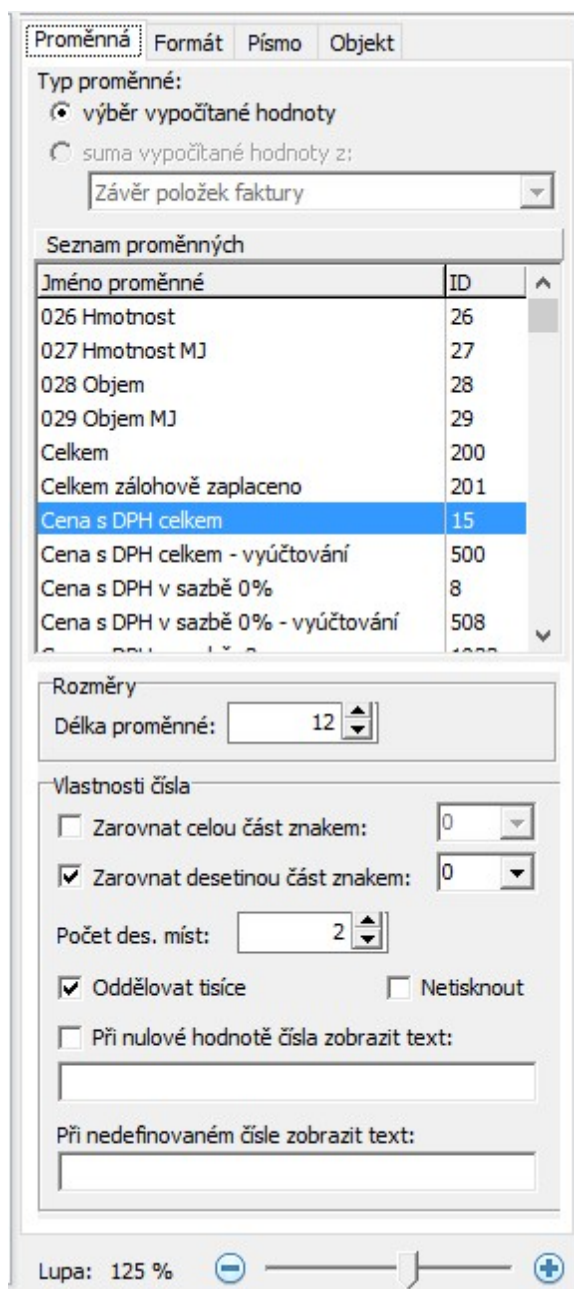 Proměnná Formát Písmo Objekt
Typ proměnné:
výběr vypočítané hodnoty
suma vypočítané hodnoty z:
Závěr položek faktury
Seznam proměnných
Jméno proměnné ID
026 Hmotnost 26
027 Hmotnost MJ 27
028 Objem 28
029 Objem MJ 29
Celkem 200
Celkem zálohově zaplaceno 201
Cena s DPH celkem 15
Cena s DPH celkem - vyúčtování 500
Cena s DPH v sazbě 0% 8
Cena s DPH v sazbě 0% - vyúčtování 508
Rozměry
Délka proměnné: 12
Vlastnosti čísla
Zarovnat celou část znakem: 0
Zarovnat desetinou část znakem: 0
Počet des. míst: 2
Oddělovat tisíce Netisknout
Při nulové hodnotě čísla zobrazit text:
Při nedefinovaném čísle zobrazit text:
Lupa: 125 %